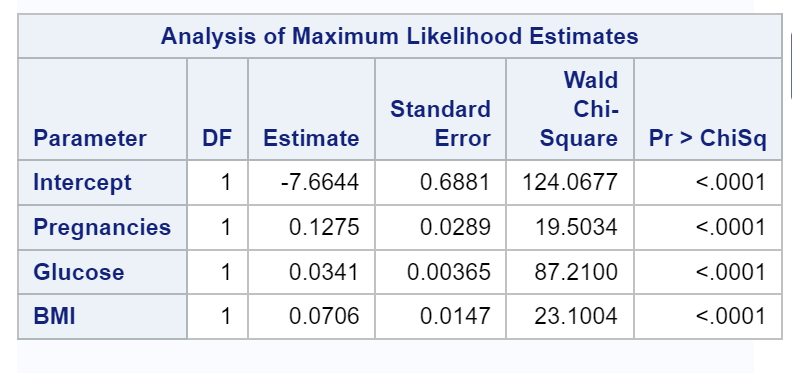 Analysis of Maximum Likelihood Estimates
Parameter DF Estimate Standard Error Wald Chi-Square Pr > ChiSq
Intercept 1 -7.6644 0.6881 124.0677 <.0001
Pregnancies 1 0.1275 0.0289 19.5034 <.0001
Glucose 1 0.0341 0.00365 87.2100 <.0001
BMI 1 0.0706 0.0147 23.1004 <.0001